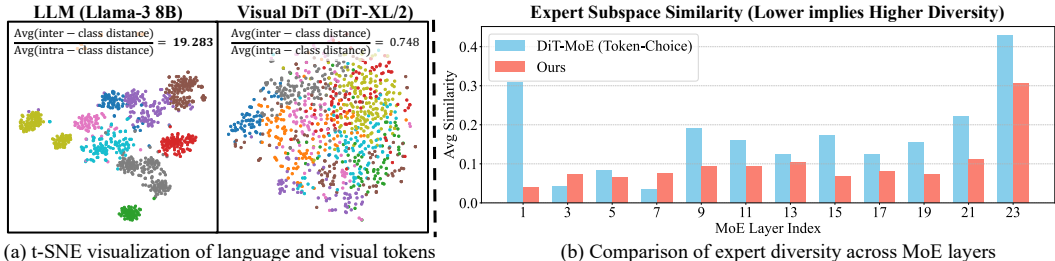 LLM (Llama-3 8B)
Avg(inter − class distance)
Avg(intra − class distance)
= 19.283
Visual DiT (DiT-XL/2)
Avg(inter − class distance)
Avg(intra − class distance)
= 0.748
(a) t-SNE visualization of language and visual tokens
Expert Subspace Similarity (Lower implies Higher Diversity)
DiT-MoE (Token-Choice)
Ours
Avg Similarity
0.4
0.3
0.2
0.1
0.0
1 3 5 7 9 11 13 15 17 19 21 23
MoE Layer Index
(b) Comparison of expert diversity across MoE layers